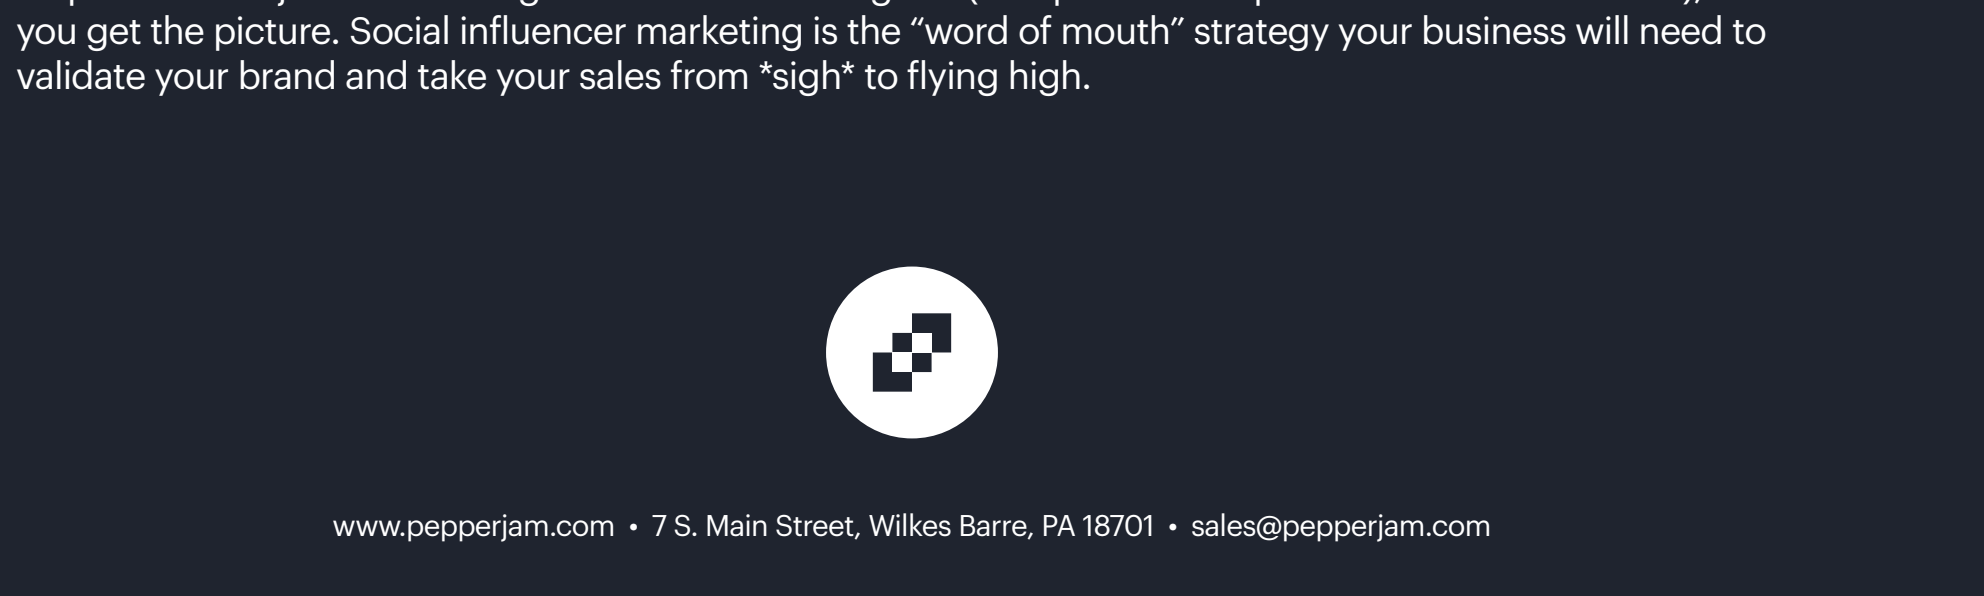 you get the picture. Social influencer marketing is the “word of mouth” strategy your business will need to
validate your brand and take your sales from *sigh* to flying high.
www.pepperjam.com • 7 S. Main Street, Wilkes Barre, PA 18701 • sales@pepperjam.com